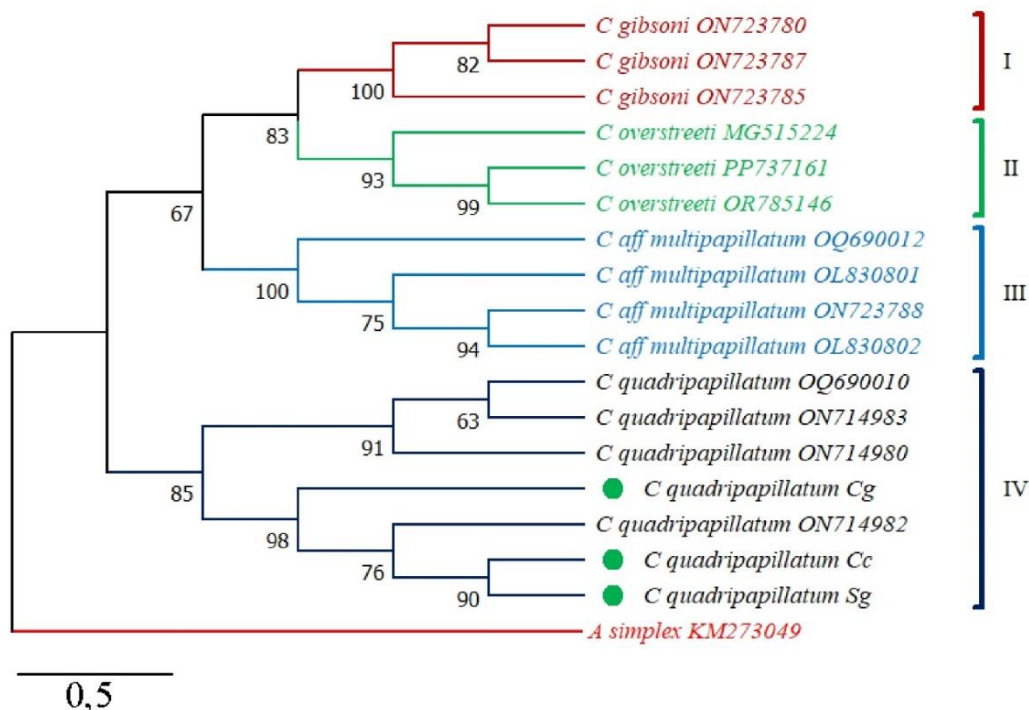 C gibsoni ON723780
82
C gibsoni ON723787
I
100
C gibsoni ON723785
83
C overstreeti MG515224
93
C overstreeti PP737161
II
99
C overstreeti OR785146
67
C aff multipapillatum OQ690012
100
C aff multipapillatum OL830801
III
75
C aff multipapillatum ON723788
94
C aff multipapillatum OL830802
C quadripapillatum OQ690010
63
C quadripapillatum ON714983
91
C quadripapillatum ON714980
85
C quadripapillatum Cg
IV
98
C quadripapillatum ON714982
76
C quadripapillatum Cc
90
C quadripapillatum Sg
A simplex KM273049
0,5